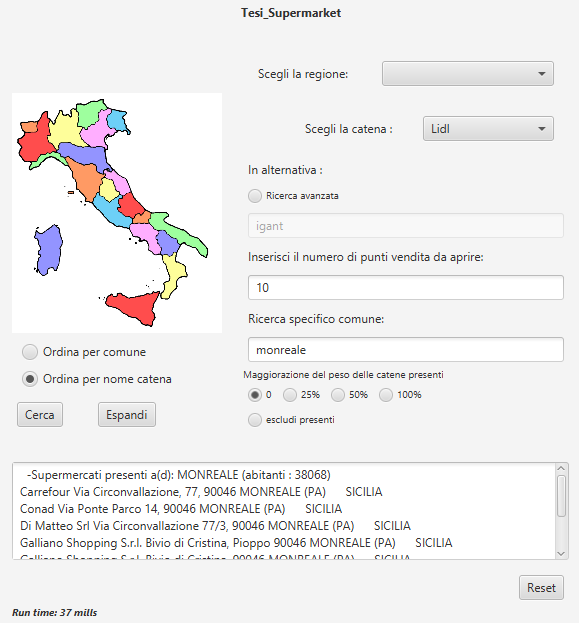 Tesi_Supermarket
Scegli la regione:
Scegli la catena : Lidl
In alternativa :
Ricerca avanzata
igant
Inserisci il numero di punti vendita da aprire:
10
Ricerca specifico comune:
monreale
Maggiorazione del peso delle catene presenti
0 25% 50% 100%
escludi presenti
Ordina per comune
Ordina per nome catena
Cerca Espandi
-Supermercati presenti a(d): MONREALE (abitanti : 38068)
Carrefour Via Circonvallazione, 77, 90046 MONREALE (PA) SICILIA
Conad Via Ponte Parco 14, 90046 MONREALE (PA) SICILIA
Di Matteo Srl Via Circonvallazione 77/3, 90046 MONREALE (PA) SICILIA
Galliano Shopping S.r.l. Bivio di Cristina, Pioppo 90046 MONREALE (PA) SICILIA
Galliano Shopping S.r.l. Bivio di Cristina, 90046 MONREALE (PA) SICILIA
Reset
Run time: 37 mills